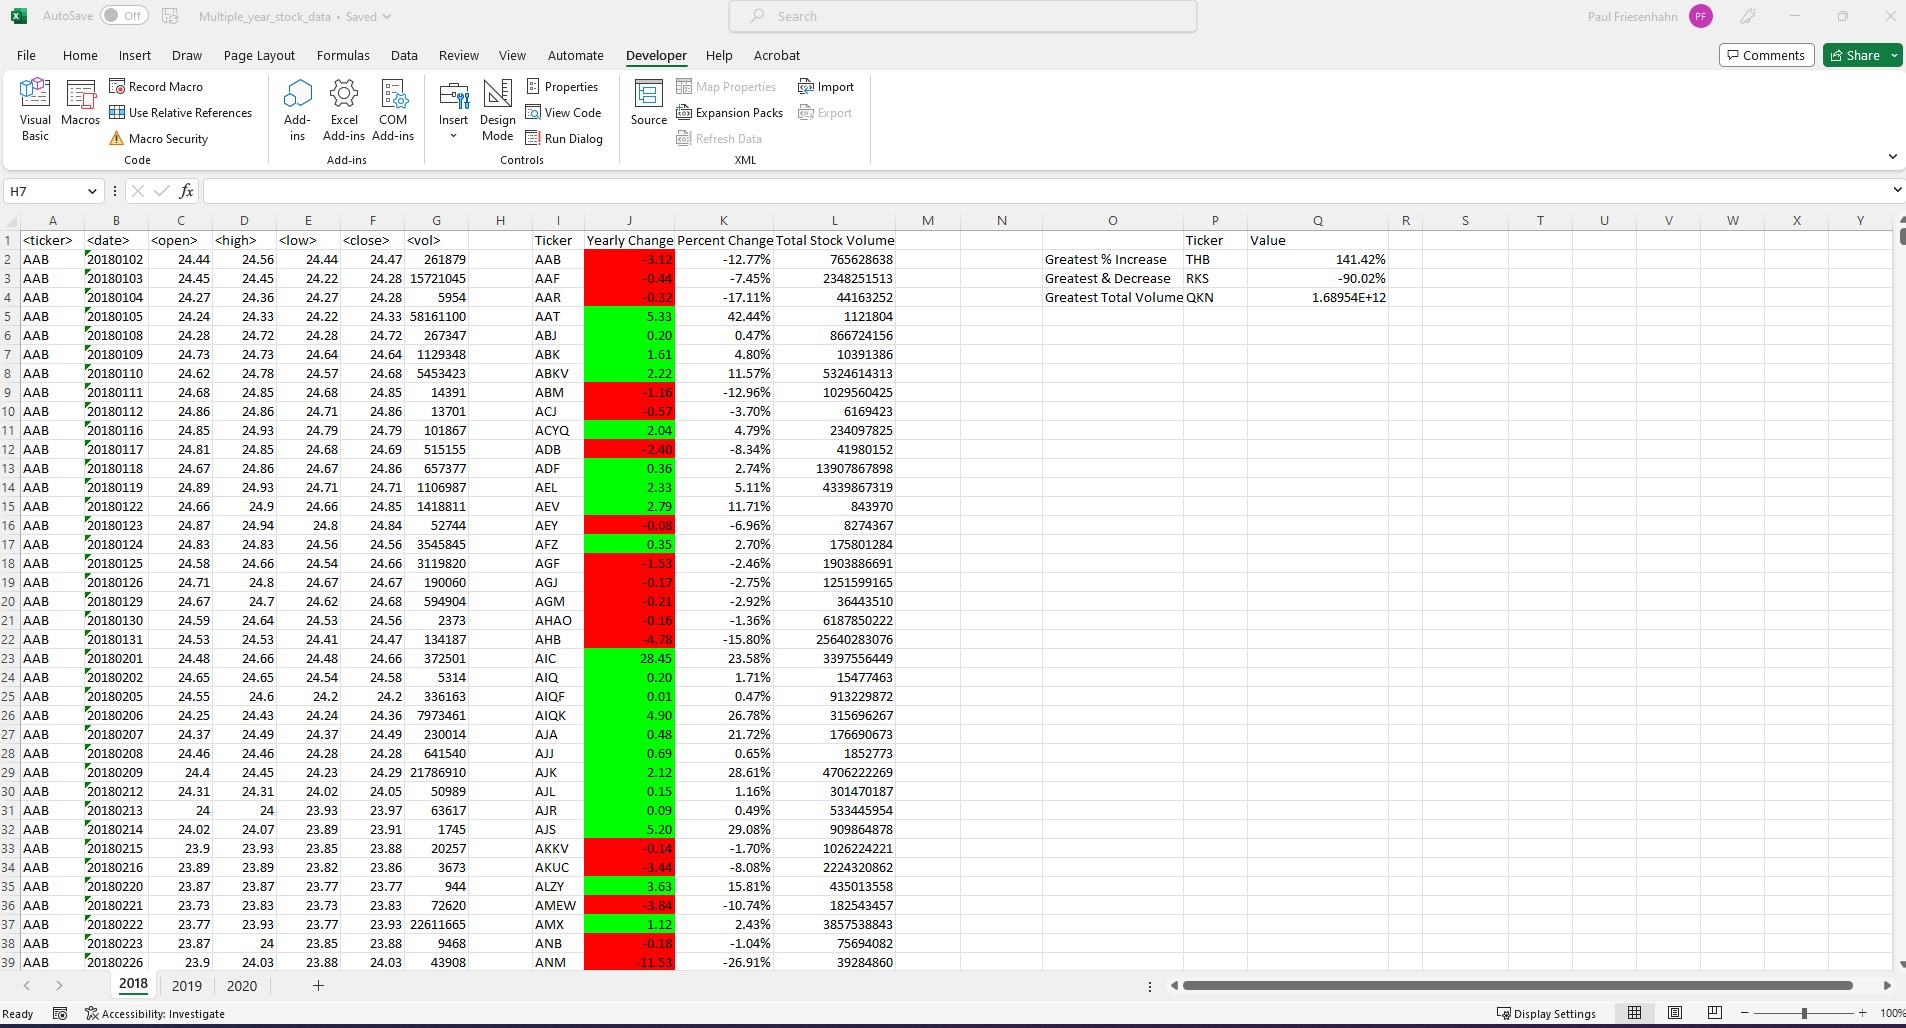 AutoSave Off Multiple_year_stock_data • Saved Search Paul Friesenhahn PF
File Home Insert Draw Page Layout Formulas Data Review View Automate Developer Help Acrobat Comments Share
Visual Basic Macros Record Macro Use Relative References Macro Security Add-ins Excel Add-ins COM Add-ins Insert Design Mode Properties View Code Run Dialog Source Map Properties Expansion Packs Refresh Data Import Export
Code Add-ins Controls XML
H7 fx
A B C D E F G H I J K L M N O P Q R S T U V W X Y
1 <ticker> <date> <open> <high> <low> <close> <vol> Ticker Yearly Change Percent Change Total Stock Volume Ticker Value
2 AAB 20180102 24.44 24.56 24.44 24.47 261879 AAB -3.12 -12.77% 765628638 Greatest % Increase THB 141.42%
3 AAB 20180103 24.45 24.45 24.22 24.28 15721045 AAF -0.44 -7.45% 2348251513 Greatest & Decrease RKS -90.02%
4 AAB 20180104 24.27 24.36 24.27 24.28 5954 AAR -0.32 -17.11% 44163252 Greatest Total Volume QKN 1.68954E+12
5 AAB 20180105 24.24 24.33 24.22 24.33 58161100 AAT 5.33 42.44% 1121804
6 AAB 20180108 24.28 24.72 24.28 24.72 267347 ABJ 0.20 0.47% 866724156
7 AAB 20180109 24.73 24.73 24.64 24.64 1129348 ABK 1.61 4.80% 10391386
8 AAB 20180110 24.62 24.78 24.57 24.68 5453423 ABKV 2.22 11.57% 5324614313
9 AAB 20180111 24.68 24.85 24.68 24.85 14391 ABM -1.16 -12.96% 1029560425
10 AAB 20180112 24.86 24.86 24.71 24.86 13701 ACJ -0.57 -3.70% 6169423
11 AAB 20180116 24.85 24.93 24.79 24.79 101867 ACYQ 2.04 4.79% 234097825
12 AAB 20180117 24.81 24.85 24.68 24.69 515155 ADB -2.40 -8.34% 41980152
13 AAB 20180118 24.67 24.86 24.67 24.86 657377 ADF 0.36 2.74% 13907867898
14 AAB 20180119 24.89 24.93 24.71 24.71 1106987 AEL 2.33 5.11% 4339867319
15 AAB 20180122 24.66 24.9 24.66 24.85 1418811 AEV 2.79 11.71% 843970
16 AAB 20180123 24.87 24.94 24.8 24.84 52744 AEY -0.08 -6.96% 8274367
17 AAB 20180124 24.83 24.83 24.56 24.56 3545845 AFZ 0.35 2.70% 175801284
18 AAB 20180125 24.58 24.66 24.54 24.66 3119820 AGF -1.53 -2.46% 1903886691
19 AAB 20180126 24.71 24.8 24.67 24.67 190060 AGJ -0.17 -2.75% 1251599165
20 AAB 20180129 24.67 24.7 24.62 24.68 594904 AGM -0.21 -2.92% 36443510
21 AAB 20180130 24.59 24.64 24.53 24.56 2373 AHAO -0.16 -1.36% 6187850222
22 AAB 20180131 24.53 24.53 24.41 24.47 134187 AHB -4.78 -15.80% 25640283076
23 AAB 20180201 24.48 24.66 24.48 24.66 372501 AIC 28.45 23.58% 3397556449
24 AAB 20180202 24.65 24.65 24.54 24.58 5314 AIQ 0.20 1.71% 15477463
25 AAB 20180205 24.55 24.6 24.2 24.2 336163 AIQF 0.01 0.47% 913229872
26 AAB 20180206 24.25 24.43 24.24 24.36 7973461 AIQK 4.90 26.78% 315696267
27 AAB 20180207 24.37 24.49 24.37 24.49 230014 AJA 0.48 21.72% 176690673
28 AAB 20180208 24.46 24.46 24.28 24.28 641540 AJJ 0.69 0.65% 1852773
29 AAB 20180209 24.4 24.45 24.23 24.29 21786910 AJK 2.12 28.61% 4706222269
30 AAB 20180212 24.31 24.31 24.02 24.05 50989 AJL 0.15 1.16% 301470187
31 AAB 20180213 24 24 23.93 23.97 63617 AJR 0.09 0.49% 533445954
32 AAB 20180214 24.02 24.07 23.89 23.91 1745 AJS 5.20 29.08% 909864878
33 AAB 20180215 23.9 23.93 23.85 23.88 20257 AKKV -0.14 -1.70% 1026224221
34 AAB 20180216 23.89 23.89 23.82 23.86 3673 AKUC -3.44 -8.08% 2224320862
35 AAB 20180220 23.87 23.87 23.77 23.77 944 ALZY 3.63 15.81% 435013558
36 AAB 20180221 23.73 23.83 23.73 23.83 72620 AMEW -3.84 -10.74% 182543457
37 AAB 20180222 23.77 23.93 23.77 23.93 22611665 AMX 1.12 2.43% 3857538843
38 AAB 20180223 23.87 24 23.85 23.88 9468 ANB -0.18 -1.04% 75694082
39 AAB 20180226 23.9 24.03 23.88 24.03 43908 ANM -11.53 -26.91% 39284860
2018 2019 2020
Ready Accessibility: Investigate Display Settings 100%